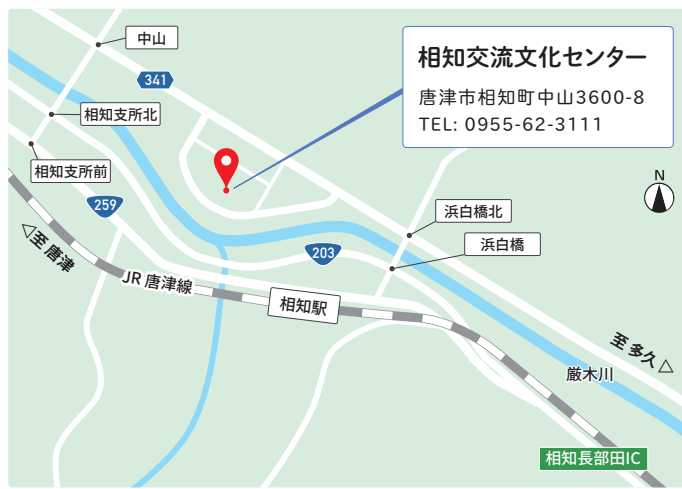 中山
341
相知支所北
相知支所前
259
◁至 唐津
JR 唐津線
相知駅
203
浜白橋北
浜白橋
相知交流文化センター
唐津市相知町中山3600-8
TEL: 0955-62-3111
N
至 多久△
厳木川
相知長部田IC